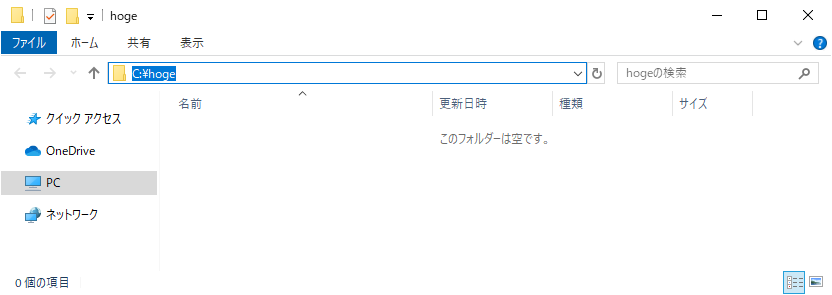 hoge
ファイル ホーム 共有 表示
C:¥hoge hogeの検索
名前 更新日時 種類 サイズ
このフォルダーは空です。
クイック アクセス
OneDrive
PC
ネットワーク
0 個の項目